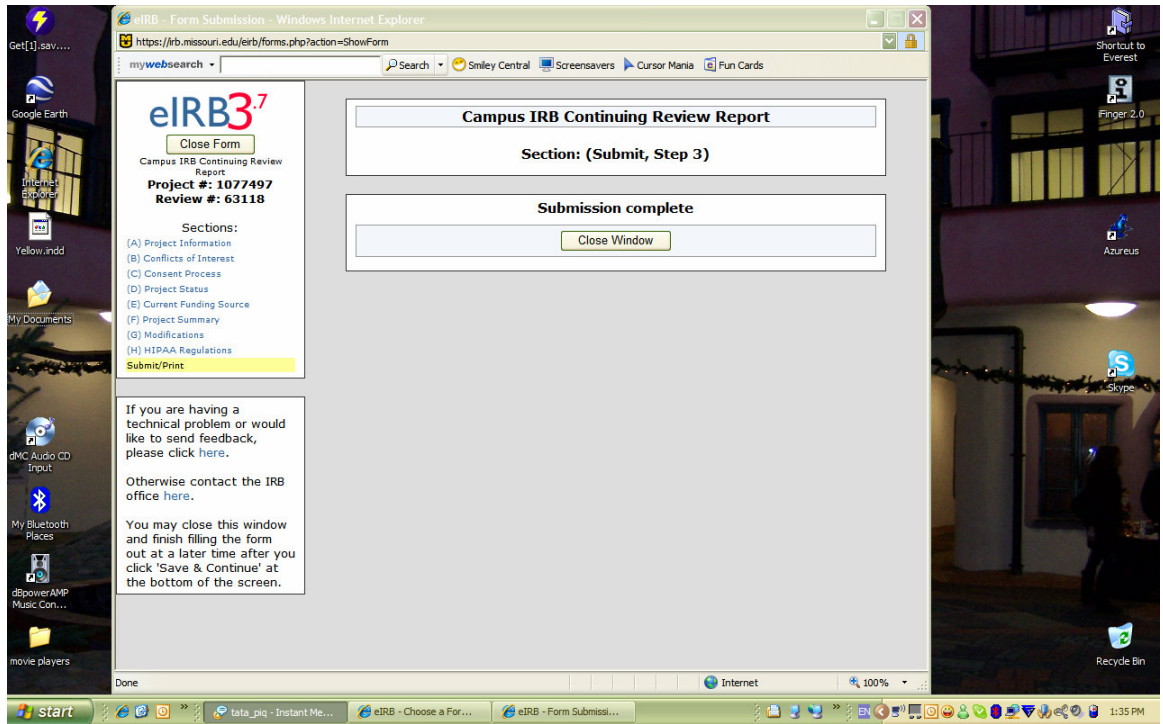 eIRB - Form Submission - Windows Internet Explorer
https://irb.missouri.edu/eirb/forms.php?action=ShowForm
mywebsearch
Search
Smiley Central
Screensavers
Cursor Mania
Fun Cards
eIRB3.7
Close Form
Campus IRB Continuing Review
Report
Project #: 1077497
Review #: 63118
Sections:
(A) Project Information
(B) Conflicts of Interest
(C) Consent Process
(D) Project Status
(E) Current Funding Source
(F) Project Summary
(G) Modifications
(H) HIPAA Regulations
Submit/Print
If you are having a
technical problem or would
like to send feedback,
please click here.
Otherwise contact the IRB
office here.
You may close this window
and finish filling the form
out at a later time after you
click 'Save & Continue' at
the bottom of the screen.
Campus IRB Continuing Review Report
Section: (Submit, Step 3)
Submission complete
Close Window
Done
Internet
100%
Get[1].sav....
Google Earth
Internet
Explorer
Yellow.indd
My Documents
dMC Audio CD
Input
My Bluetooth
Places
dBpowerAMP
Music Con...
movie players
Shortcut to
Everest
iFinger 2.0
Azureus
Skype
Recycle Bin
start
tata_piq - Instant Me...
eIRB - Choose a For...
eIRB - Form Submissi...
EN
1:35 PM